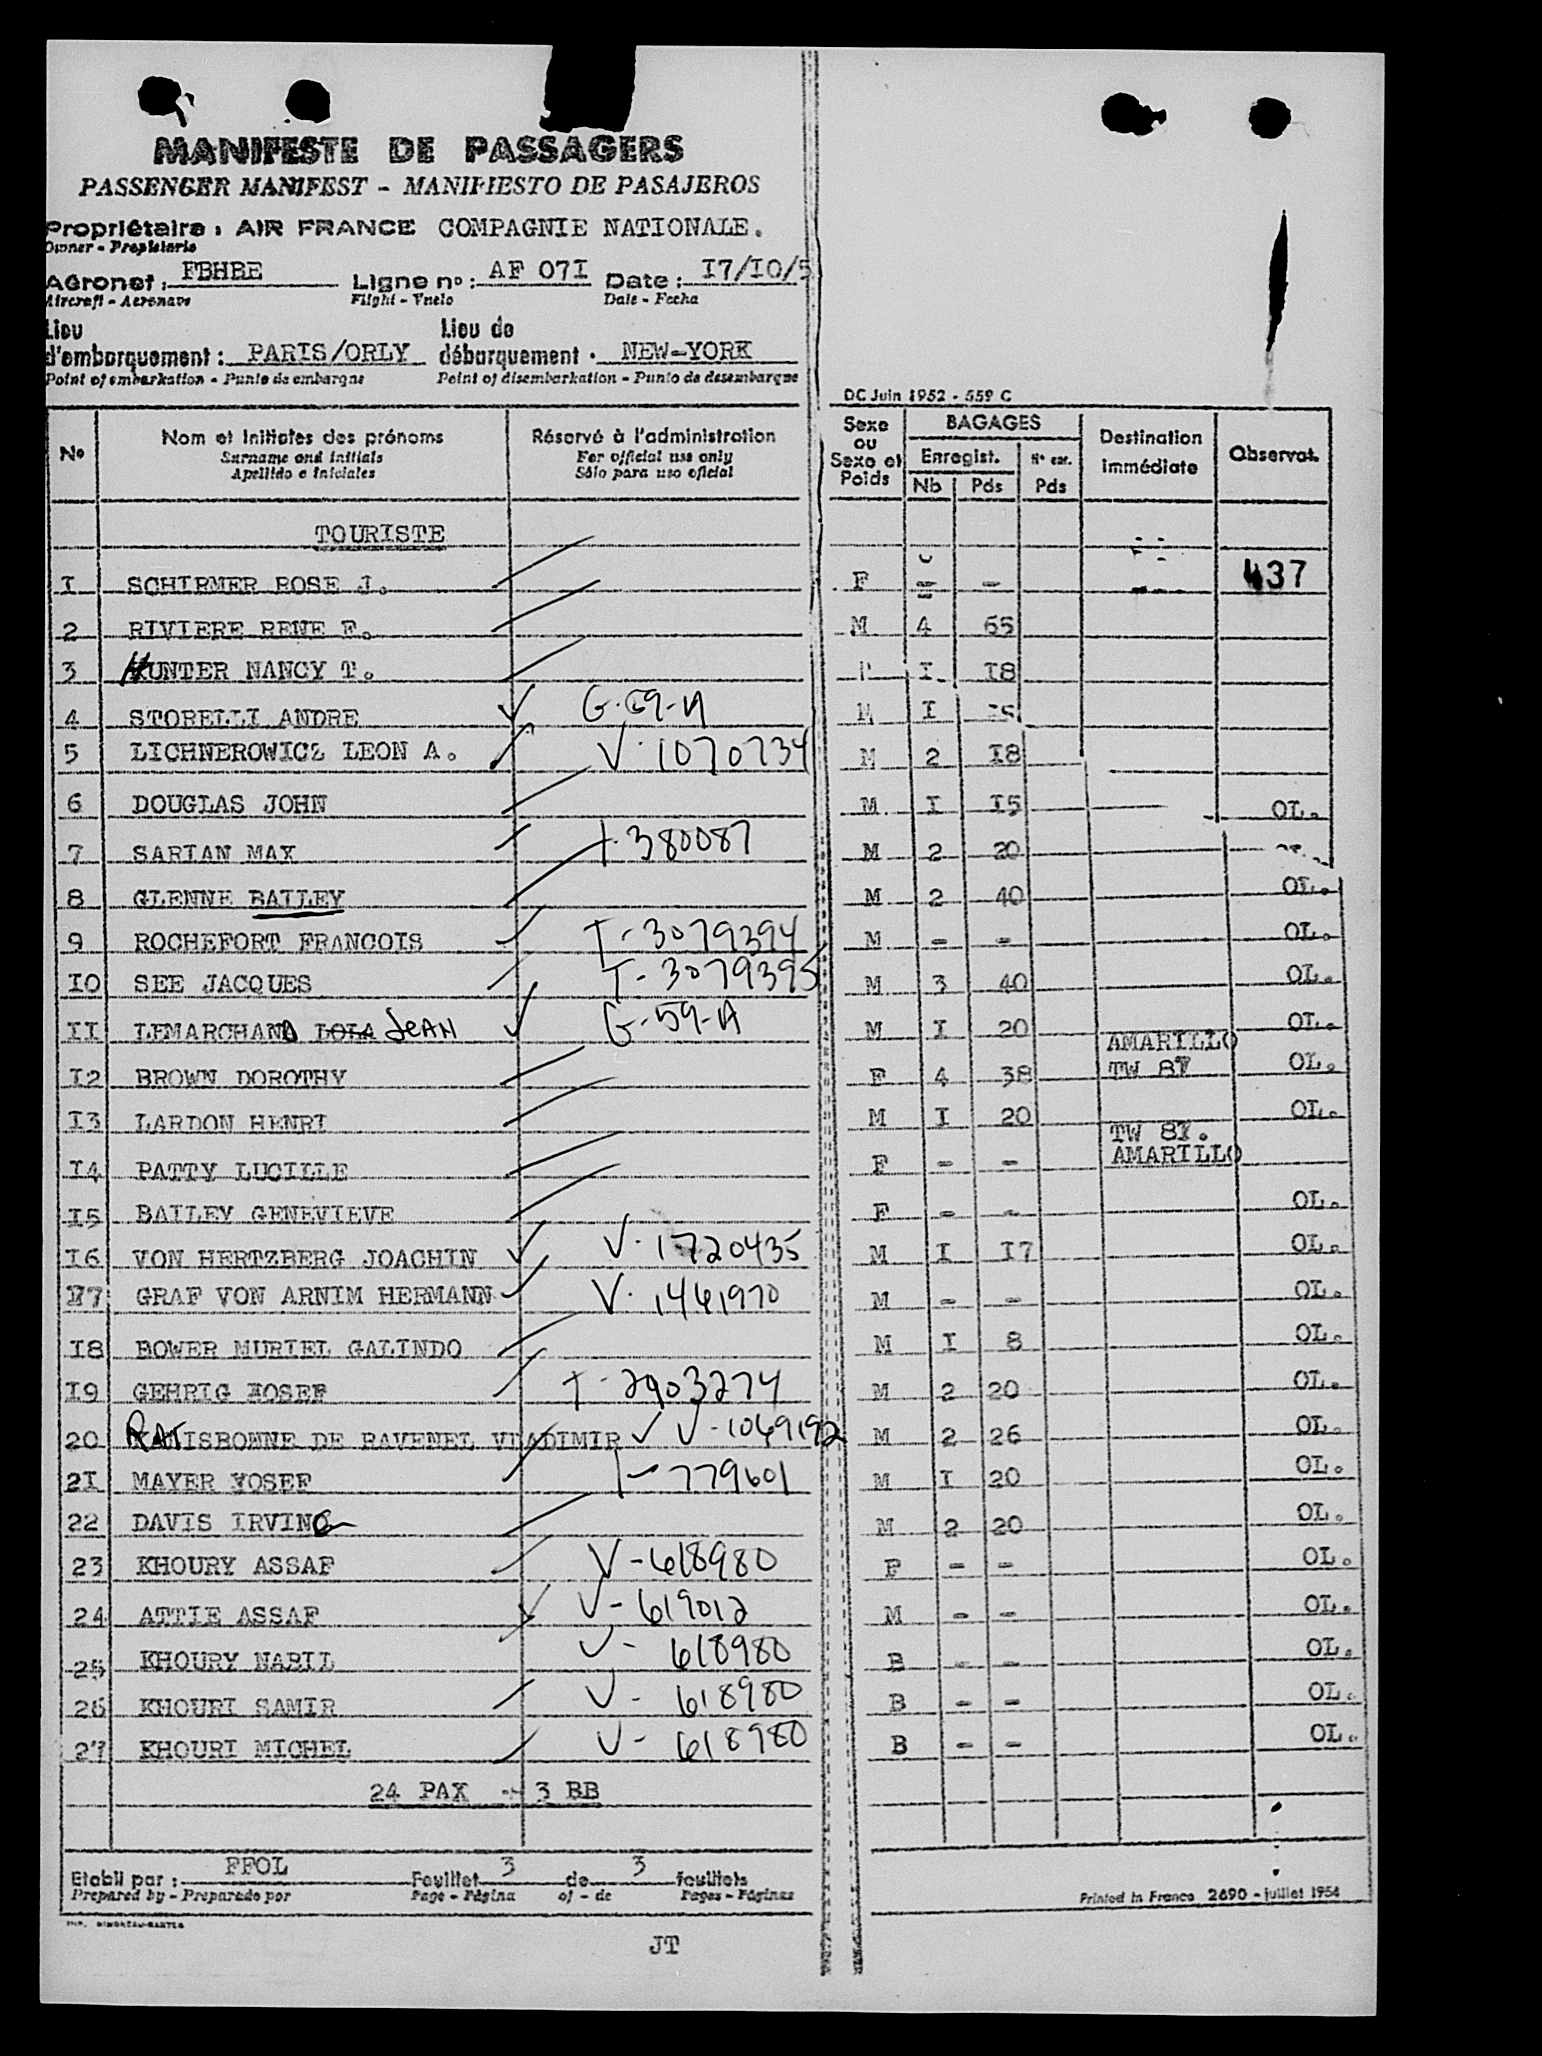 MANIFESTE DE PASSAGERS
PASSENGER MANIFEST - MANIFIESTO DE PASAJEROS
Propriétaire : AIR FRANCE COMPAGNIE NATIONALE.
Owner - Propietario
Aéronef : FBHBE Ligne nº : AF 07I Date : I7/I0/5
Aircraft - Aeronave Flight - Vuelo Date - Fecha
Lieu d'embarquement : PARIS/ORLY Lieu de débarquement : NEW-YORK
Point of embarkation - Punto de embarque Point of disembarkation - Punto de desembarque
DC Juin 1952 - 559 C
Nº Nom et Initiales des prénoms Réservé à l'administration Sexe ou Sexe et Poids BAGAGES Destination immédiate Observat.
Surname and initials For official use only Enregist. Nº enr.
Apellido e iniciales Sólo para uso oficial Nb Pds Pds
TOURISTE
I SCHIRMER ROSE J. F - - 437
2 RIVIERE RENE F. M 4 65
3 HUNTER NANCY T. I I8
4 STORELLI ANDRE G-59-A M I
5 LICHNEROWICZ LEON A. V-1070734 M 2 I8
6 DOUGLAS JOHN M I I5 OL.
7 SARIAN MAX T-380087 M 2 20
8 GLENNE BAILEY M 2 40 OL.
9 ROCHEFORT FRANCOIS T-3079394 M - - OL.
IO SEE JACQUES T-3079395 M 3 40 OL.
II LEMARCHAND LOLA JEAN G-59-A M I 20 OL.
AMARILLO
I2 BROWN DOROTHY F 4 38 TW 87 OL.
I3 LARDON HENRI M I 20 OL.
TW 87.
I4 PATTY LUCILLE F - - AMARILLO
I5 BAILEY GENEVIEVE F - - OL.
I6 VON HERTZBERG JOACHIN V-1720435 M I I7 OL.
I7 GRAF VON ARNIM HERMANN V-1461970 M - - OL.
I8 BOWER MURIEL GALINDO M I 8 OL.
I9 GEHRIG YOSEF T-2903274 M 2 20 OL.
20 RATISBONNE DE RAVENEL VLADIMIR V-1069192 M 2 26 OL.
2I MAYER YOSEF T-779601 M I 20 OL.
22 DAVIS IRVING M 2 20 OL.
23 KHOURY ASSAF V-618980 F - - OL.
24 ATTIE ASSAF V-619012 M - - OL.
25 KHOURY NABIL V-618980 B - - OL.
26 KHOURI SAMIR V-618980 B - - OL.
27 KHOURI MICHEL V-618980 B - - OL.
24 PAX - 3 BB
Etabli par : FFOL Feuillet 3 de 3 feuillets
Prepared by - Preparado por Page - Página of - de Pages - Páginas
Printed in France 2690 - juillet 1954
JT